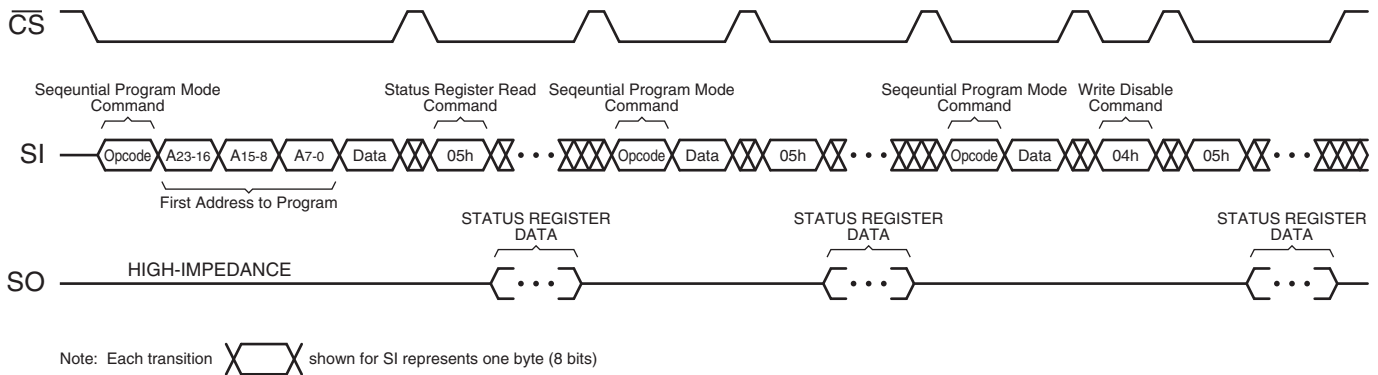 CS
Seqeuntial Program Mode
Command
Status Register Read
Command
Seqeuntial Program Mode
Command
Seqeuntial Program Mode
Command
Write Disable
Command
SI
Opcode A23-16 A15-8 A7-0 Data 05h • • • Opcode Data 05h • • • Opcode Data 04h 05h • • •
First Address to Program
STATUS REGISTER
DATA
STATUS REGISTER
DATA
STATUS REGISTER
DATA
HIGH-IMPEDANCE
SO • • • • • • • • •
Note: Each transition shown for SI represents one byte (8 bits)